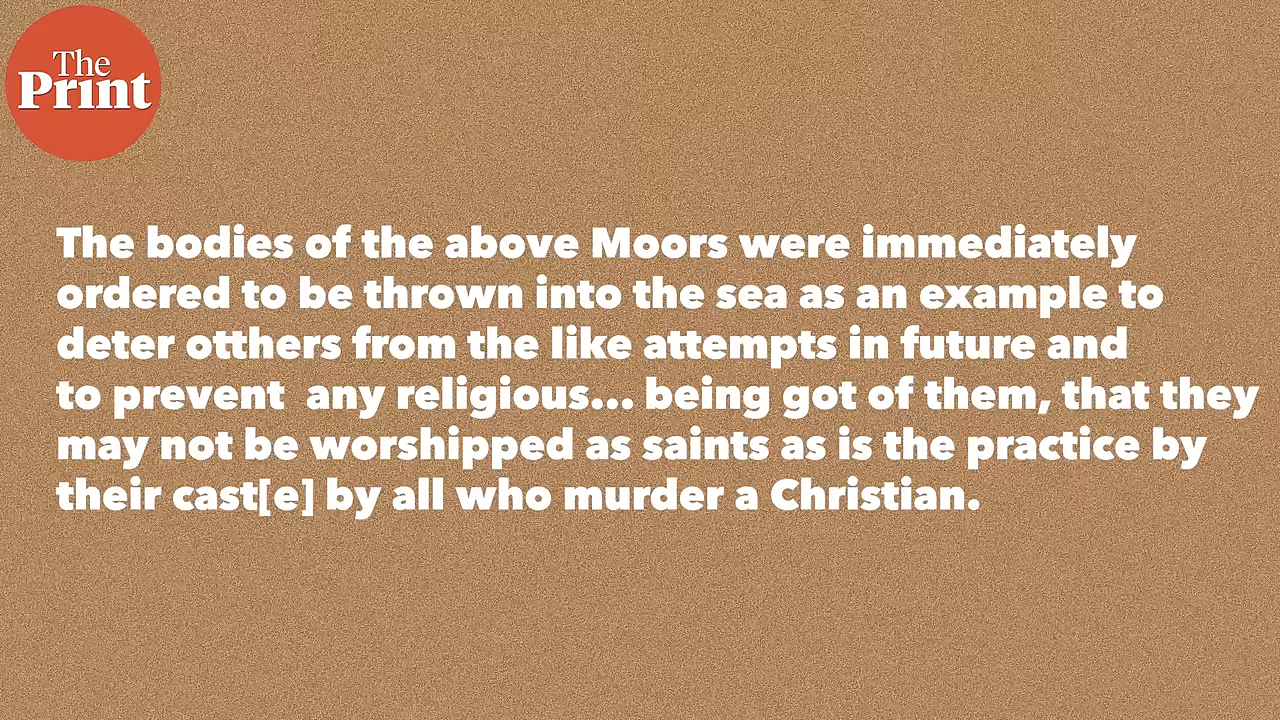 The
Print
The bodies of the above Moors were immediately
ordered to be thrown into the sea as an example to
deter otthers from the like attempts in future and
to prevent  any religious... being got of them, that they
may not be worshipped as saints as is the practice by
their cast[e] by all who murder a Christian.